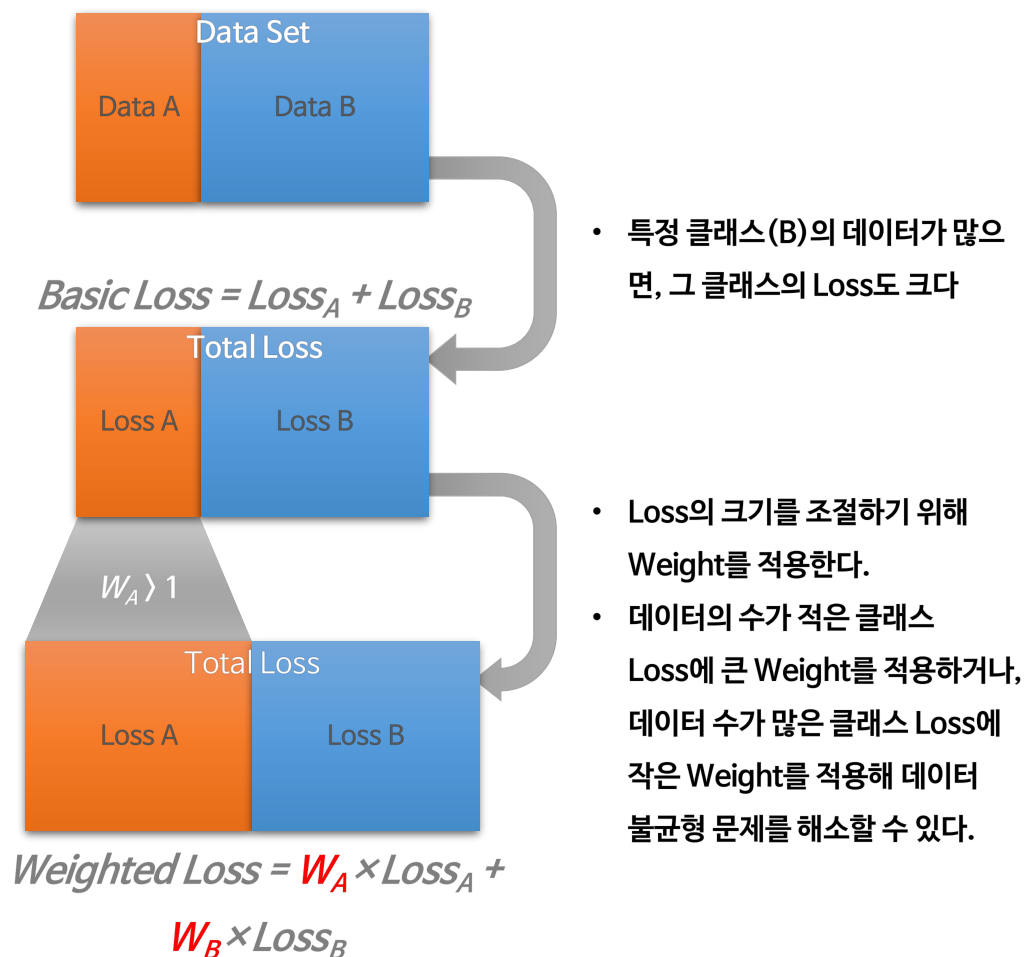 Data Set
Data A
Data B
• 특정 클래스(B)의 데이터가 많으
면, 그 클래스의 Loss도 크다
Basic Loss = Loss_A + Loss_B
Total Loss
Loss A
Loss B
• Loss의 크기를 조절하기 위해
Weight를 적용한다.
• 데이터의 수가 적은 클래스
Loss에 큰 Weight를 적용하거나,
데이터 수가 많은 클래스 Loss에
작은 Weight를 적용해 데이터
불균형 문제를 해소할 수 있다.
W_A > 1
Total Loss
Loss A
Loss B
Weighted Loss = W_A × Loss_A +
W_B × Loss_B